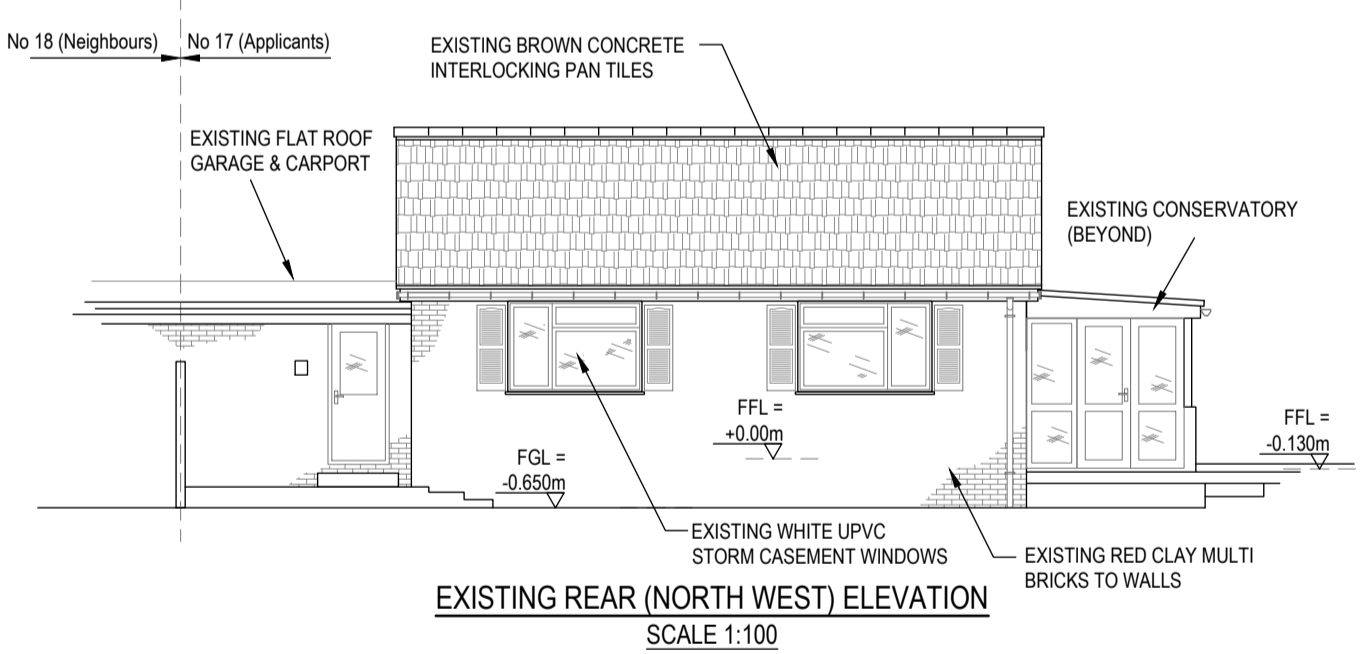 No 18 (Neighbours)
No 17 (Applicants)
EXISTING BROWN CONCRETE
INTERLOCKING PAN TILES
EXISTING FLAT ROOF
GARAGE & CARPORT
EXISTING CONSERVATORY
(BEYOND)
FFL =
+0.00m
FFL =
-0.130m
FGL =
-0.650m
EXISTING WHITE UPVC
STORM CASEMENT WINDOWS
EXISTING RED CLAY MULTI
BRICKS TO WALLS
EXISTING REAR (NORTH WEST) ELEVATION
SCALE 1:100